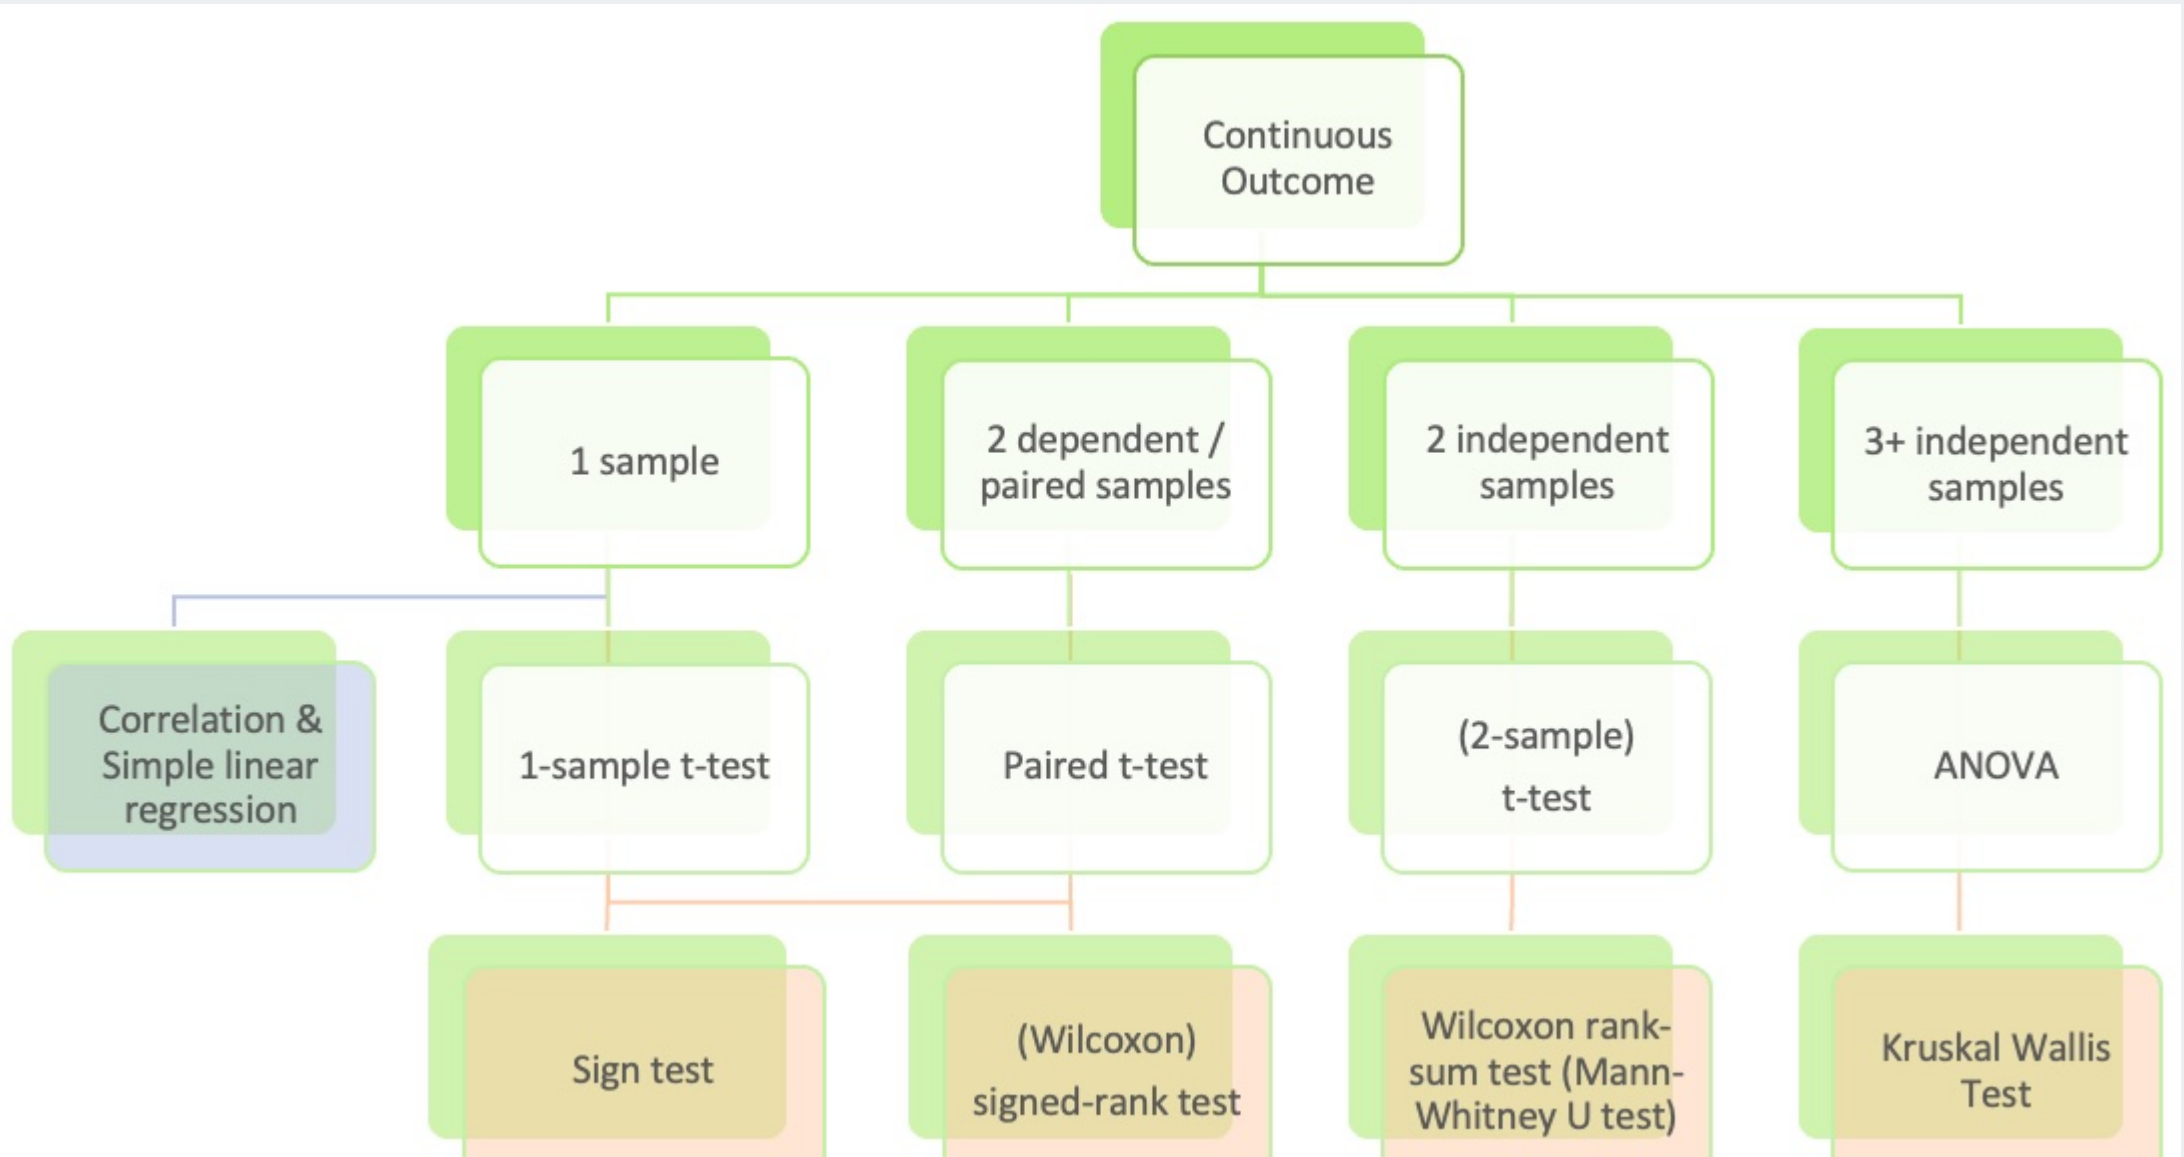 Continuous
Outcome
1 sample
2 dependent /
paired samples
2 independent
samples
3+ independent
samples
Correlation &
Simple linear
regression
1-sample t-test
Paired t-test
(2-sample)
t-test
ANOVA
Sign test
(Wilcoxon)
signed-rank test
Wilcoxon rank-
sum test (Mann-
Whitney U test)
Kruskal Wallis
Test